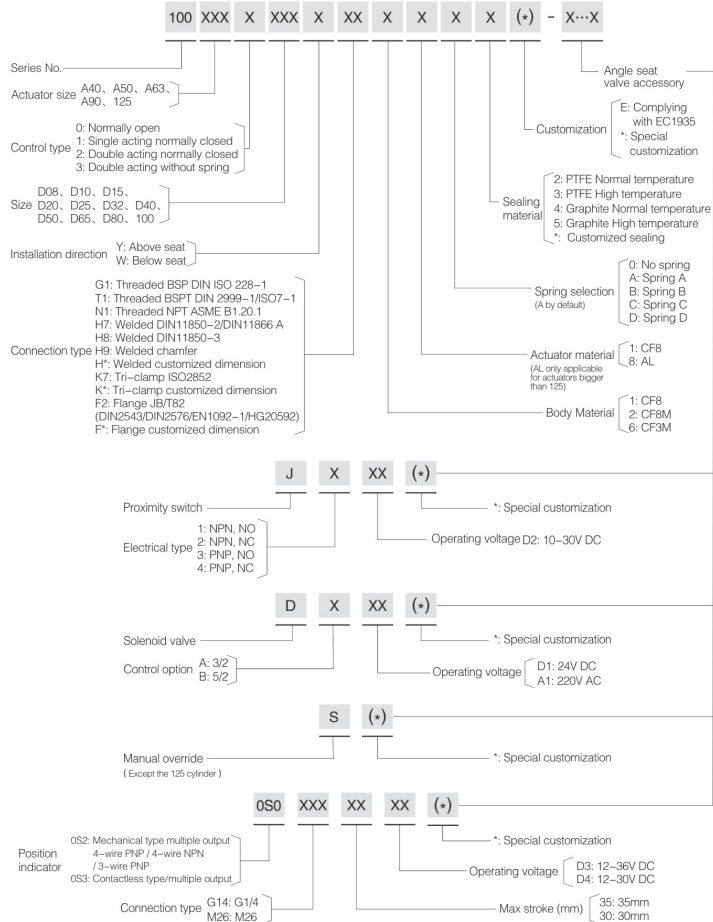 100 XXX X XXX X XX X X X X (*) - X···X
Series No.
Actuator size
A40、A50、A63、
A90、125
Control type
0: Normally open
1: Single acting normally closed
2: Double acting normally closed
3: Double acting without spring
Size
D08、D10、D15、
D20、D25、D32、D40、
D50、D65、D80、100
Installation direction
Y: Above seat
W: Below seat
Connection type
G1: Threaded BSP DIN ISO 228-1
T1: Threaded BSPT DIN 2999-1/ISO7-1
N1: Threaded NPT ASME B1.20.1
H7: Welded DIN11850-2/DIN11866 A
H8: Welded DIN11850-3
H9: Welded chamfer
H*: Welded customized dimension
K7: Tri-clamp ISO2852
K*: Tri-clamp customized dimension
F2: Flange JB/T82
(DIN2543/DIN2576/EN1092-1/HG20592)
F*: Flange customized dimension
Angle seat
valve accessory
Customization
E: Complying
with EC1935
*: Special
customization
Sealing
material
2: PTFE Normal temperature
3: PTFE High temperature
4: Graphite Normal temperature
5: Graphite High temperature
*: Customized sealing
Spring selection
(A by default)
0: No spring
A: Spring A
B: Spring B
C: Spring C
D: Spring D
Actuator material
(AL only applicable
for actuators bigger
than 125)
1: CF8
8: AL
Body Material
1: CF8
2: CF8M
6: CF3M
J X XX (*)
Proximity switch
*: Special customization
Electrical type
1: NPN, NO
2: NPN, NC
3: PNP, NO
4: PNP, NC
Operating voltage D2: 10-30V DC
D X XX (*)
Solenoid valve
*: Special customization
Control option
A: 3/2
B: 5/2
Operating voltage
D1: 24V DC
A1: 220V AC
S (*)
Manual override
( Except the 125 cylinder )
*: Special customization
0S0 XXX XX XX (*)
Position
indicator
0S2: Mechanical type multiple output
4-wire PNP / 4-wire NPN
/ 3-wire PNP
0S3: Contactless type/multiple output
*: Special customization
Operating voltage
D3: 12-36V DC
D4: 12-30V DC
Connection type
G14: G1/4
M26: M26
Max stroke (mm)
35: 35mm
30: 30mm